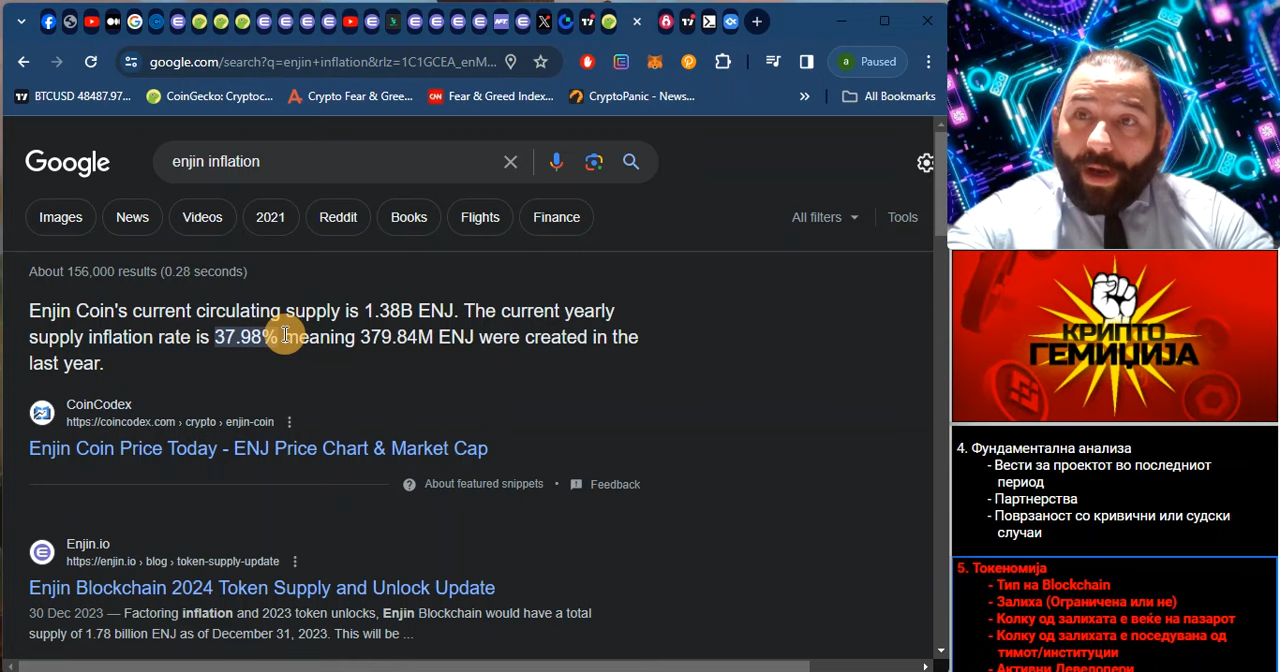 google.com/search?q=enjin+inflation&rlz=1C1GCEA_enM...
a Paused
BTCUSD 48487.97...
CoinGecko: Cryptoc...
Crypto Fear & Gree...
Fear & Greed Index...
CryptoPanic - News...
»
All Bookmarks
Google
enjin inflation
Images
News
Videos
2021
Reddit
Books
Flights
Finance
All filters
Tools
About 156,000 results (0.28 seconds)
Enjin Coin's current circulating supply is 1.38B ENJ. The current yearly
supply inflation rate is 37.98% meaning 379.84M ENJ were created in the
last year.
CoinCodex
https://coincodex.com › crypto › enjin-coin
Enjin Coin Price Today - ENJ Price Chart & Market Cap
About featured snippets • Feedback
Enjin.io
https://enjin.io › blog › token-supply-update
Enjin Blockchain 2024 Token Supply and Unlock Update
30 Dec 2023 — Factoring inflation and 2023 token unlocks, Enjin Blockchain would have a total
supply of 1.78 billion ENJ as of December 31, 2023. This will be ...
КРИПТО
ГЕМИЏИЈА
4. Фундаментална анализа
- Вести за проектот во последниот
период
- Партнерства
- Поврзаност со кривични или судски
случаи
5. Токеномија
- Тип на Blockchain
- Залиха (Ограничена или не)
- Колку од залихата е веќе на пазарот
- Колку од залихата е поседувана од
тимот/институции
- Активни Девелопери